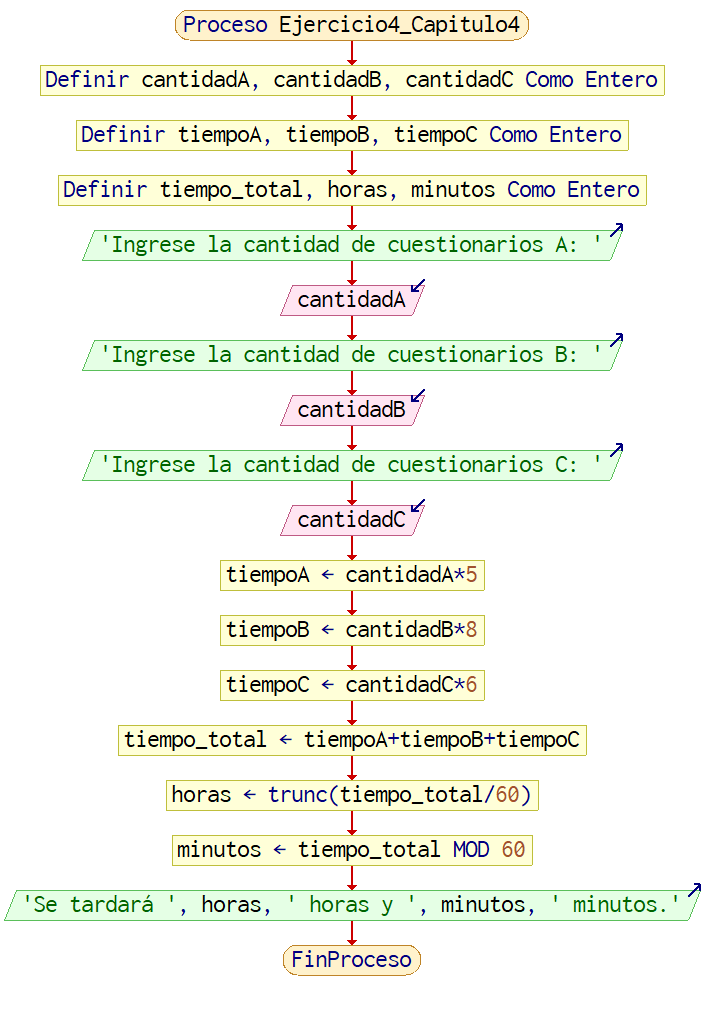 Proceso Ejercicio4_Capitulo4
Definir cantidadA, cantidadB, cantidadC Como Entero
Definir tiempoA, tiempoB, tiempoC Como Entero
Definir tiempo_total, horas, minutos Como Entero
'Ingrese la cantidad de cuestionarios A: '
cantidadA
'Ingrese la cantidad de cuestionarios B: '
cantidadB
'Ingrese la cantidad de cuestionarios C: '
cantidadC
tiempoA ← cantidadA*5
tiempoB ← cantidadB*8
tiempoC ← cantidadC*6
tiempo_total ← tiempoA+tiempoB+tiempoC
horas ← trunc(tiempo_total/60)
minutos ← tiempo_total MOD 60
'Se tardará ', horas, ' horas y ', minutos, ' minutos.'
FinProceso